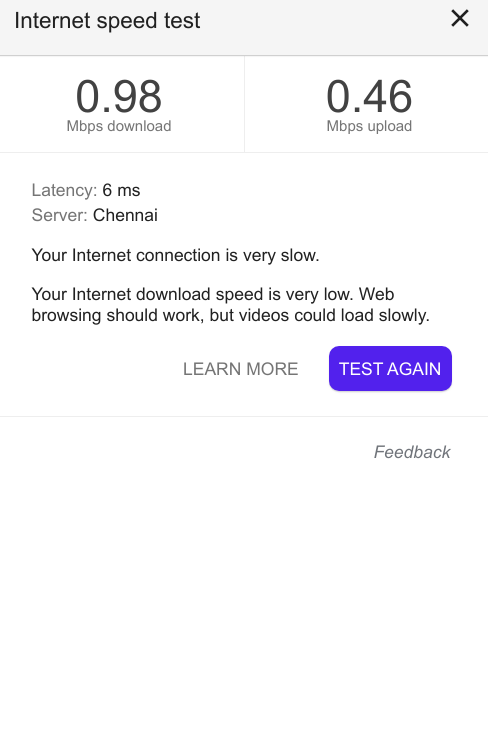 Internet speed test
0.98
Mbps download
0.46
Mbps upload
Latency: 6 ms
Server: Chennai
Your Internet connection is very slow.
Your Internet download speed is very low. Web
browsing should work, but videos could load slowly.
LEARN MORE
TEST AGAIN
Feedback